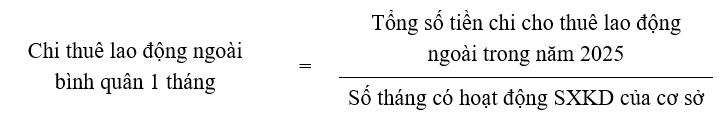 Chi thuê lao động ngoài
bình quân 1 tháng
=
Tổng số tiền chi cho thuê lao động
ngoài trong năm 2025
Số tháng có hoạt động SXKD của cơ sở